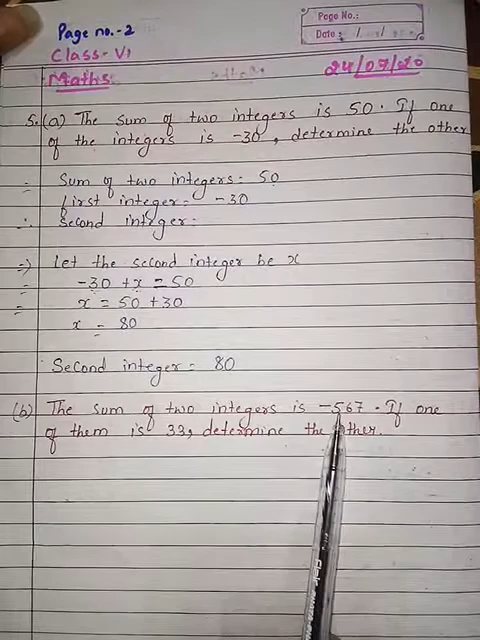 Page no.-2
Page No.:
Date: / /
Class-VI
Maths
24/07/20
5. (a) The sum of two integers is 50. If one
of the integers is -30, determine the other
= Sum of two integers = 50
first integer = -30
∴ Second intrger =
=) Let the second integer be x
= -30 + x = 50
= x = 50 + 30
x = 80
Second integer = 80
(b) The sum of two integers is -567. If one
of them is 33, determine the other.